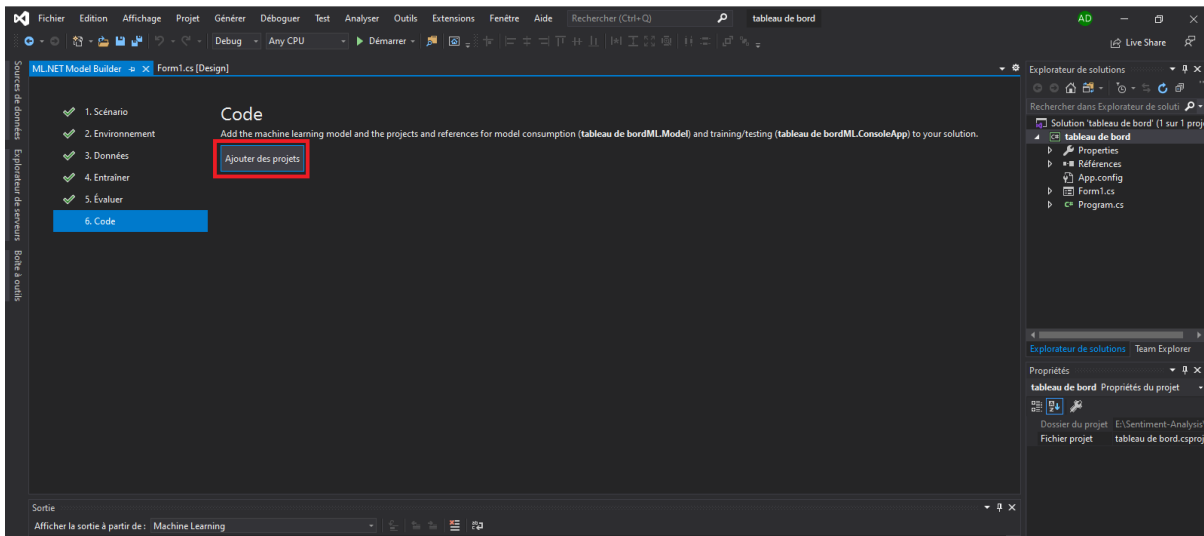 Fichier Edition Affichage Projet Générer Déboguer Test Analyser Outils Extensions Fenêtre Aide Rechercher (Ctrl+Q) tableau de bord AD
Debug Any CPU Démarrer Live Share
Sources de données
Explorateur de serveurs
Boîte à outils
ML.NET Model Builder Form1.cs [Design]
1. Scénario
2. Environnement
3. Données
4. Entraîner
5. Évaluer
6. Code
Code
Add the machine learning model and the projects and references for model consumption (tableau de bordML.Model) and training/testing (tableau de bordML.ConsoleApp) to your solution.
Ajouter des projets
Explorateur de solutions
Rechercher dans Explorateur de soluti
Solution 'tableau de bord' (1 sur 1 proj
tableau de bord
Properties
Références
App.config
Form1.cs
C# Program.cs
Explorateur de solutions Team Explorer
Propriétés
tableau de bord Propriétés du projet
Dossier du projet E:\Sentiment-Analysis\
Fichier projet tableau de bord.csproj
Sortie
Afficher la sortie à partir de : Machine Learning